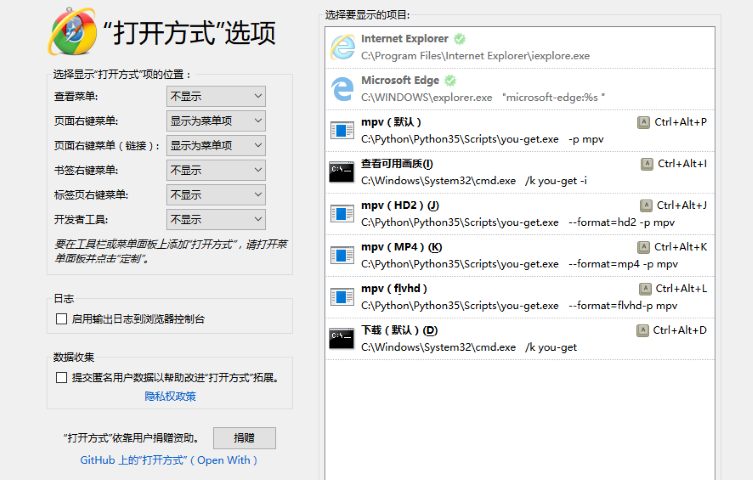 “打开方式”选项
选择显示“打开方式”项的位置：
查看菜单: 不显示
页面右键菜单: 显示为菜单项
页面右键菜单（链接）: 显示为菜单项
书签右键菜单: 不显示
标签页右键菜单: 不显示
开发者工具: 不显示
要在工具栏或菜单面板上添加“打开方式”，请打开菜
单面板并点击“定制”。
日志
启用输出日志到浏览器控制台
数据收集
提交匿名用户数据以帮助改进“打开方式”拓展。
隐私权政策
“打开方式”依靠用户捐赠资助。 捐赠
GitHub 上的“打开方式”（Open With）
选择要显示的项目:
Internet Explorer
C:\Program Files\Internet Explorer\iexplore.exe
Microsoft Edge
C:\WINDOWS\explorer.exe "microsoft-edge:%s "
mpv（默认） A Ctrl+Alt+P
C:\Python\Python35\Scripts\you-get.exe -p mpv
查看可用画质(I) A Ctrl+Alt+I
C:\Windows\System32\cmd.exe /k you-get -i
mpv（HD2）(J) A Ctrl+Alt+J
C:\Python\Python35\Scripts\you-get.exe --format=hd2 -p mpv
mpv（MP4）(K) A Ctrl+Alt+K
C:\Python\Python35\Scripts\you-get.exe --format=mp4 -p mpv
mpv（flvhd） A Ctrl+Alt+L
C:\Python\Python35\Scripts\you-get.exe --format=flvhd-p mpv
下载（默认）(D) A Ctrl+Alt+D
C:\Windows\System32\cmd.exe /k you-get